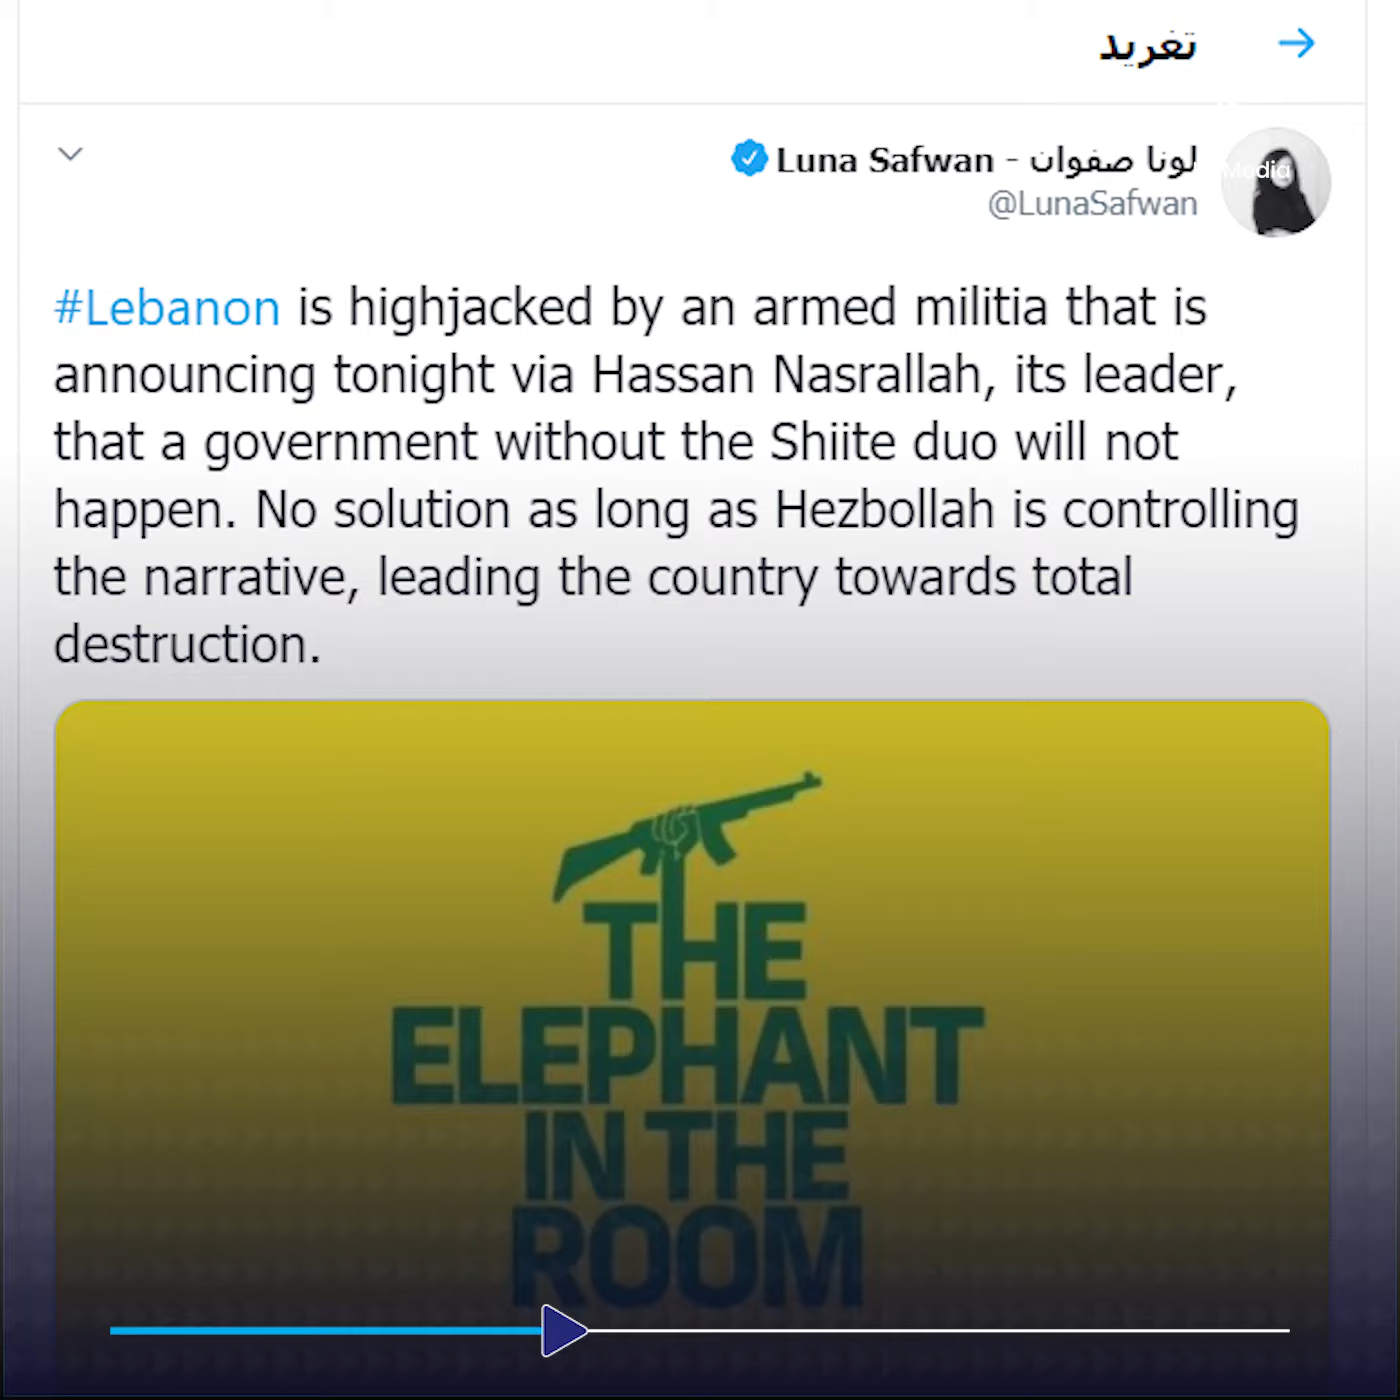 تغريد
لونا صفوان - Luna Safwan
@LunaSafwan
Media
#Lebanon is highjacked by an armed militia that is
announcing tonight via Hassan Nasrallah, its leader,
that a government without the Shiite duo will not
happen. No solution as long as Hezbollah is controlling
the narrative, leading the country towards total
destruction.
THE
ELEPHANT
IN THE
ROOM